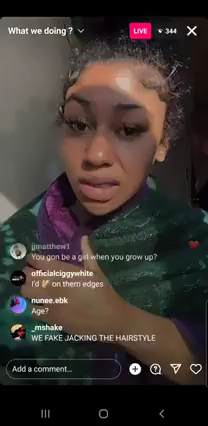 What we doing ?
LIVE
344
jjmatthew1
You gon be a girl when you grow up?
officialciggywhite
I'd 🌽 on them edges
nunee.ebk
Age?
_mshake
WE FAKE JACKING THE HAIRSTYLE
Add a comment...